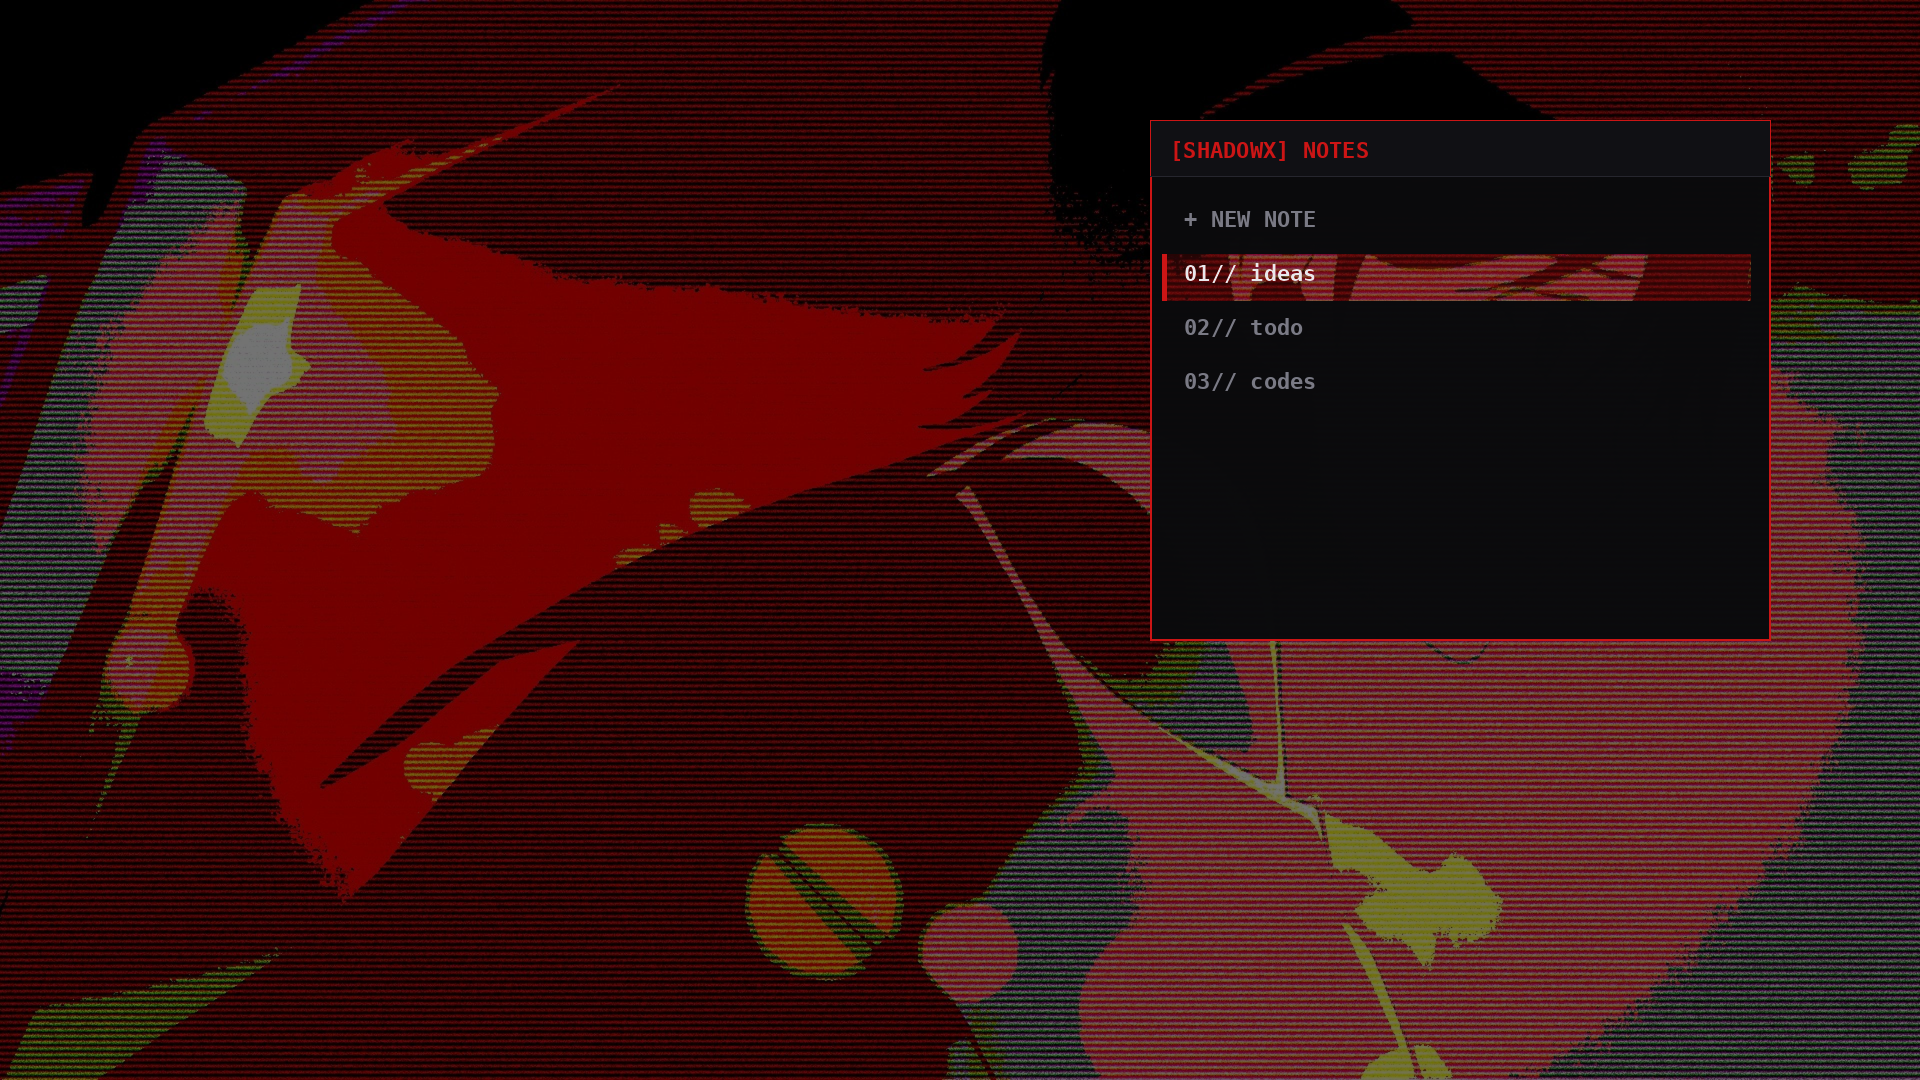 [SHADOWX] NOTES
+ NEW NOTE
01// ideas
02// todo
03// codes